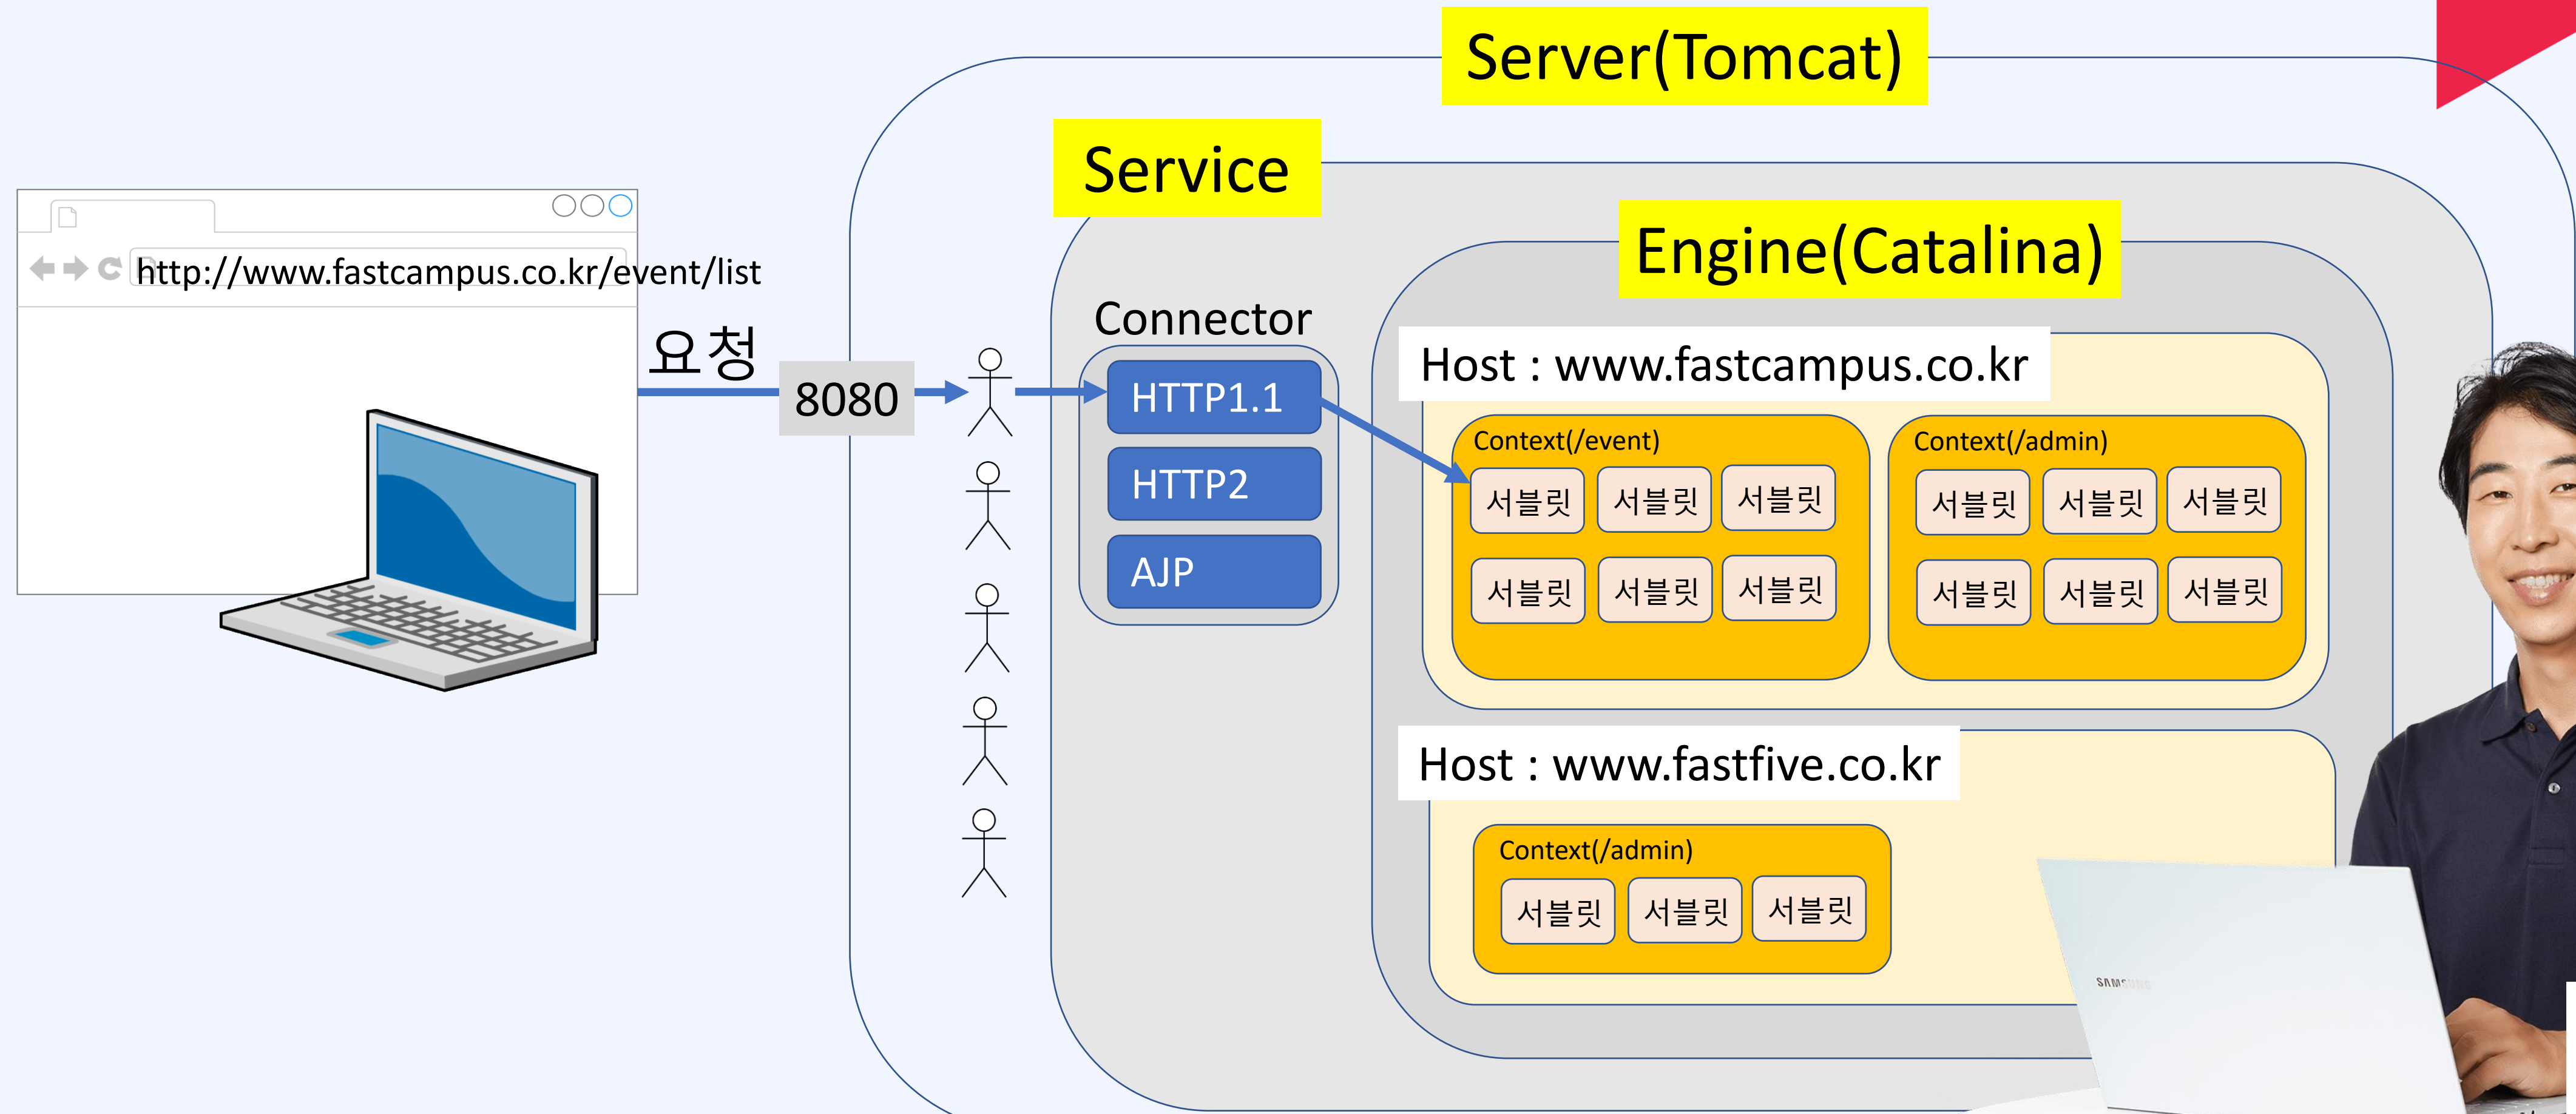 Server(Tomcat)
Service
Engine(Catalina)
http://www.fastcampus.co.kr/event/list
요청
8080
Connector
HTTP1.1
HTTP2
AJP
Host : www.fastcampus.co.kr
Context(/event)
서블릿 서블릿 서블릿
서블릿 서블릿 서블릿
Context(/admin)
서블릿 서블릿 서블릿
서블릿 서블릿 서블릿
Host : www.fastfive.co.kr
Context(/admin)
서블릿 서블릿 서블릿
SAMSUNG